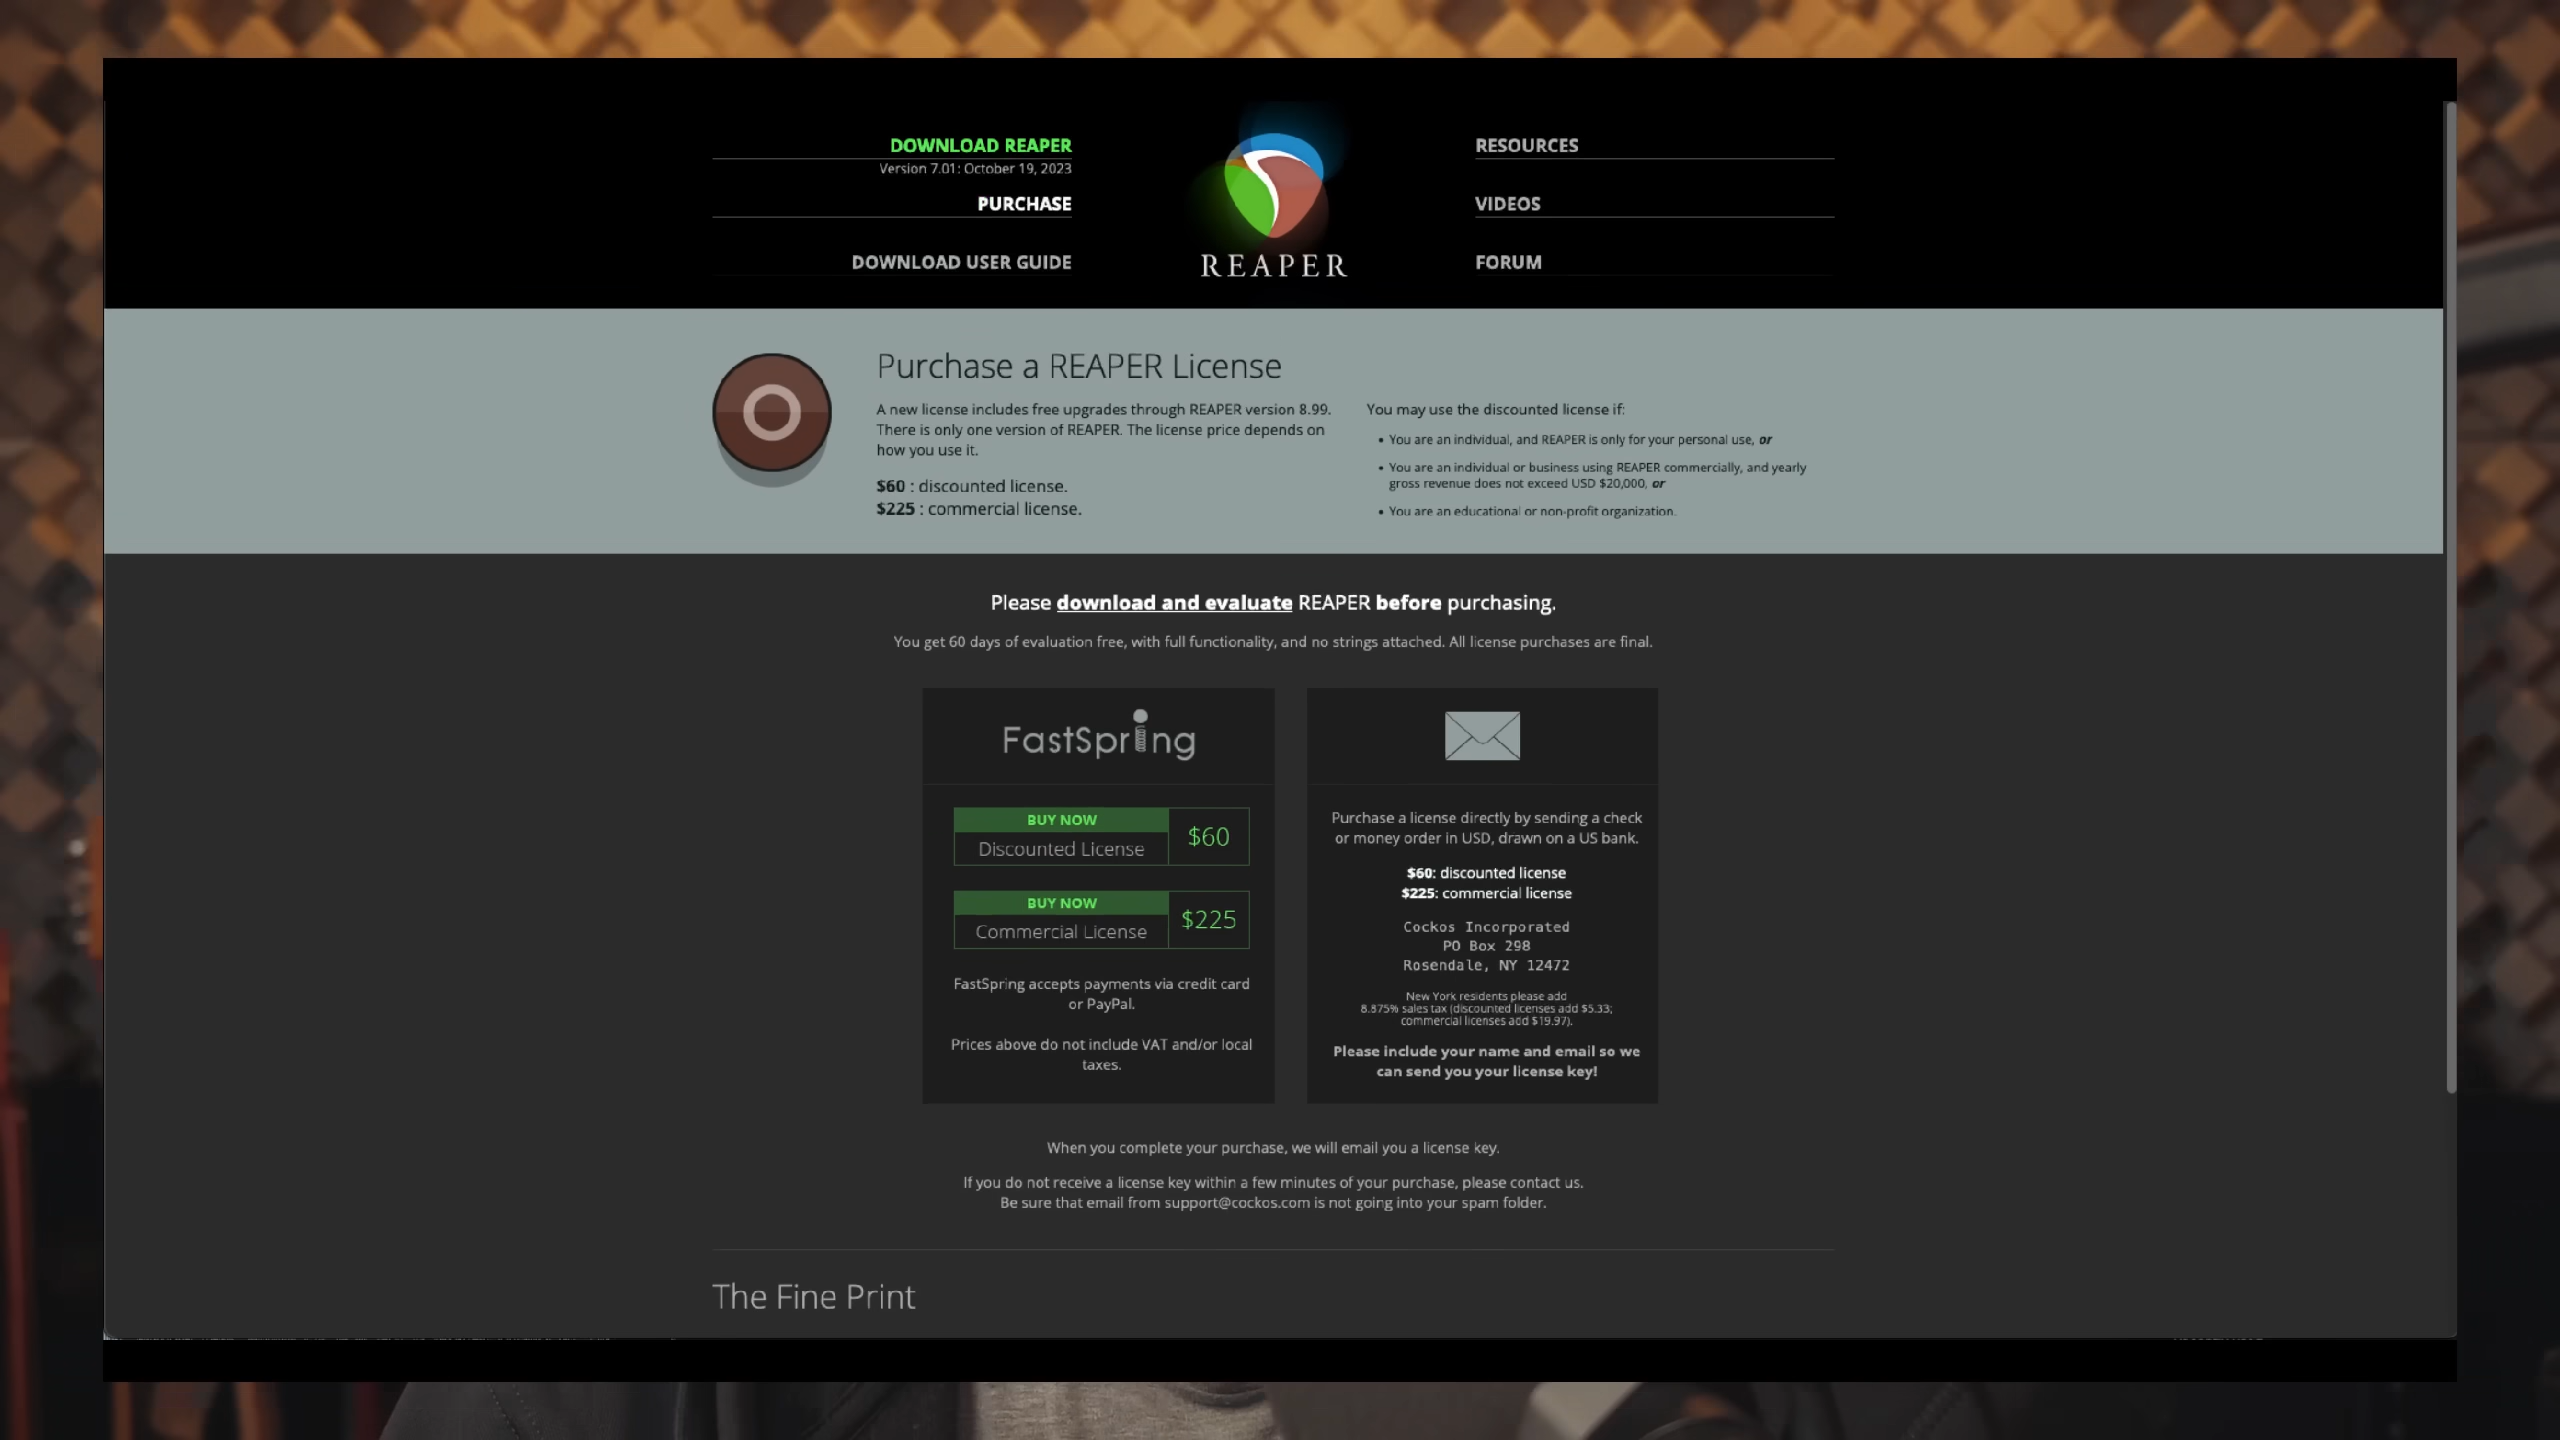 DOWNLOAD REAPER
Version 7.01: October 19, 2023
PURCHASE
DOWNLOAD USER GUIDE
REAPER
RESOURCES
VIDEOS
FORUM
Purchase a REAPER License
A new license includes free upgrades through REAPER version 8.99.
There is only one version of REAPER. The license price depends on
how you use it.
$60 : discounted license.
$225 : commercial license.
You may use the discounted license if:
• You are an individual, and REAPER is only for your personal use, or
• You are an individual or business using REAPER commercially, and yearly
gross revenue does not exceed USD $20,000, or
• You are an educational or non-profit organization.
Please download and evaluate REAPER before purchasing.
You get 60 days of evaluation free, with full functionality, and no strings attached. All license purchases are final.
FastSpring
BUY NOW
Discounted License
$60
BUY NOW
Commercial License
$225
FastSpring accepts payments via credit card
or PayPal.
Prices above do not include VAT and/or local
taxes.
Purchase a license directly by sending a check
or money order in USD, drawn on a US bank.
$60: discounted license
$225: commercial license
Cockos Incorporated
PO Box 298
Rosendale, NY 12472
New York residents please add
8.875% sales tax (discounted licenses add $5.33;
commercial licenses add $19.97).
Please include your name and email so we
can send you your license key!
When you complete your purchase, we will email you a license key.
If you do not receive a license key within a few minutes of your purchase, please contact us.
Be sure that email from support@cockos.com is not going into your spam folder.
The Fine Print